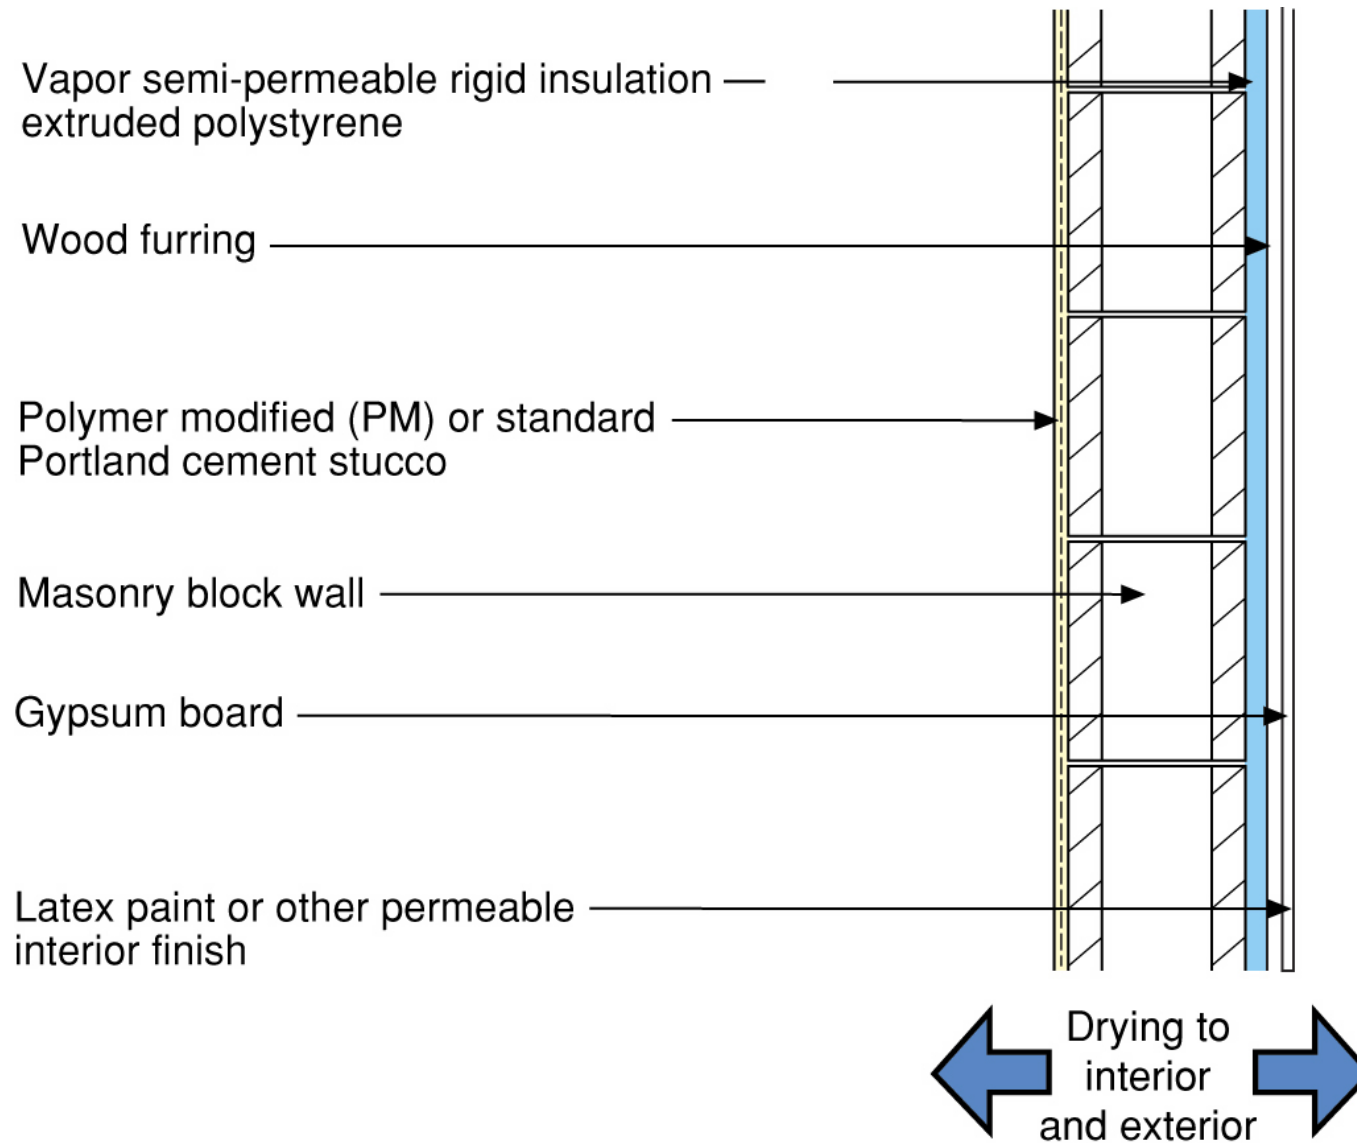 Vapor semi-permeable rigid insulation —
extruded polystyrene
Wood furring
Polymer modified (PM) or standard
Portland cement stucco
Masonry block wall
Gypsum board
Latex paint or other permeable
interior finish
Drying to
interior
and exterior